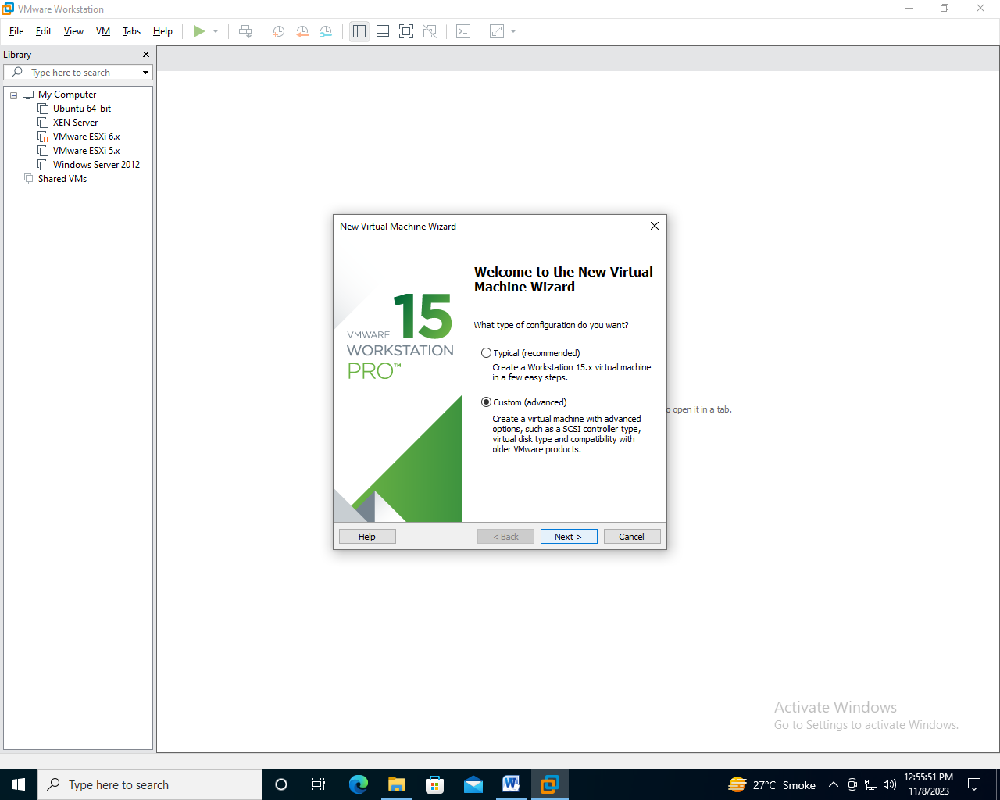 VMware Workstation
File Edit View VM Tabs Help
Library
Type here to search
My Computer
Ubuntu 64-bit
XEN Server
VMware ESXi 6.x
VMware ESXi 5.x
Windows Server 2012
Shared VMs
New Virtual Machine Wizard
VMWARE 15
WORKSTATION
PRO™
Welcome to the New Virtual
Machine Wizard
What type of configuration do you want?
Typical (recommended)
Create a Workstation 15.x virtual machine
in a few easy steps.
Custom (advanced)
Create a virtual machine with advanced
options, such as a SCSI controller type,
virtual disk type and compatibility with
older VMware products.
Help < Back Next > Cancel
open it in a tab.
Activate Windows
Go to Settings to activate Windows.
Type here to search
27°C Smoke
12:55:51 PM
11/8/2023